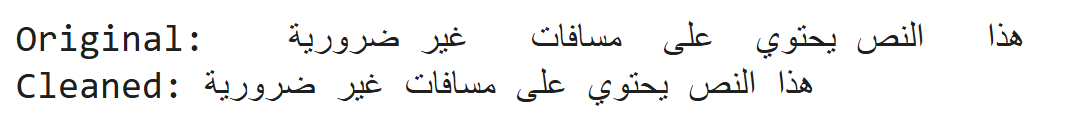 Original:    هذا   النص يحتوي  على  مسافات   غير ضرورية
Cleaned: هذا النص يحتوي على مسافات غير ضرورية